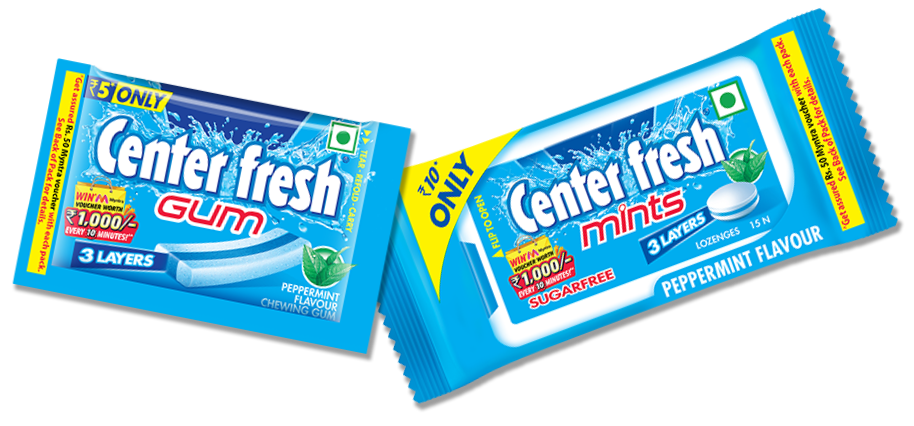 ₹5 ONLY
Center fresh
GUM
WIN Myntra
VOUCHER WORTH
₹1,000/-
EVERY 10 MINUTES!*
3 LAYERS
PEPPERMINT
FLAVOUR
CHEWING GUM
TEAR - REFOLD - CARRY
*Get assured Rs. 50 Myntra voucher with each pack.
See Back of Pack for details.
₹10
ONLY
FLIP TO OPEN
Center fresh
mints
3 LAYERS
LOZENGES 15 N
WIN Myntra
VOUCHER WORTH
₹1,000/-
EVERY 10 MINUTES!*
SUGARFREE
PEPPERMINT FLAVOUR
*Get assured Rs. 50 Myntra voucher with each pack.
See Back of Pack for details.